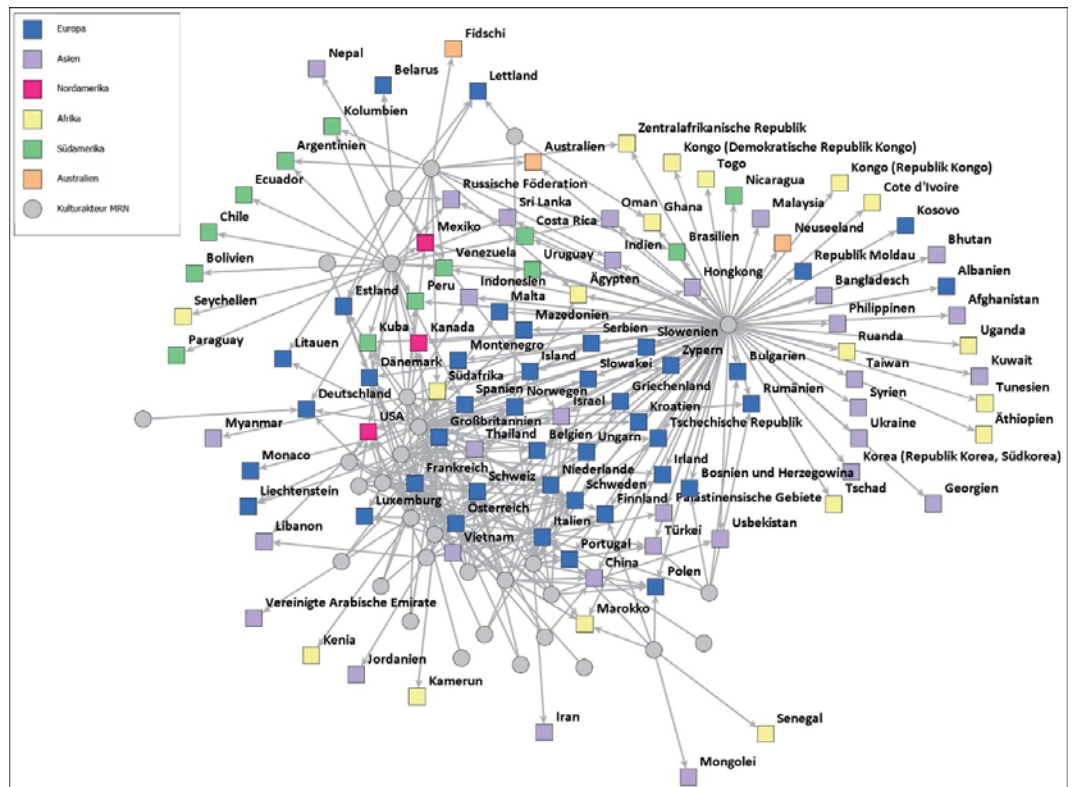 Europa
Asien
Nordamerika
Afrika
Südamerika
Australien
Kulturakteur MRN
Fidschi
Nepal
Belarus
Lettland
Kolumbien
Zentralafrikanische Republik
Argentinien
Australien
Kongo (Demokratische Republik Kongo)
Togo
Kongo (Republik Kongo)
Ecuador
Russische Föderation
Nicaragua
Cote d'Ivoire
Sri Lanka
Oman
Ghana
Malaysia
Kosovo
Chile
Mexiko
Costa Rica
Brasilien
Neuseeland
Bhutan
Venezuela
Uruguay
Indien
Republik Moldau
Bolivien
Hongkong
Albanien
Peru
Indonesien
Ägypten
Bangladesch
Estland
Malta
Seychellen
Mazedonien
Philippinen
Afghanistan
Kuba
Kanada
Serbien
Slowenien
Ruanda
Uganda
Paraguay
Litauen
Montenegro
Zypern
Dänemark
Island
Slowakei
Bulgarien
Taiwan
Kuwait
Südafrika
Deutschland
Spanien
Norwegen
Griechenland
Rumänien
Tunesien
Israel
Syrien
USA
Kroatien
Äthiopien
Myanmar
Großbritannien
Tschechische Republik
Ukraine
Thailand
Belgien
Ungarn
Monaco
Korea (Republik Korea, Südkorea)
Frankreich
Schweiz
Niederlande
Irland
Bosnien und Herzegowina
Liechtenstein
Schweden
Tschad
Luxemburg
Finnland
Palästinensische Gebiete
Georgien
Österreich
Libanon
Italien
Usbekistan
Türkei
Vietnam
Portugal
China
Polen
Vereinigte Arabische Emirate
Marokko
Kenia
Jordanien
Kamerun
Iran
Senegal
Mongolei